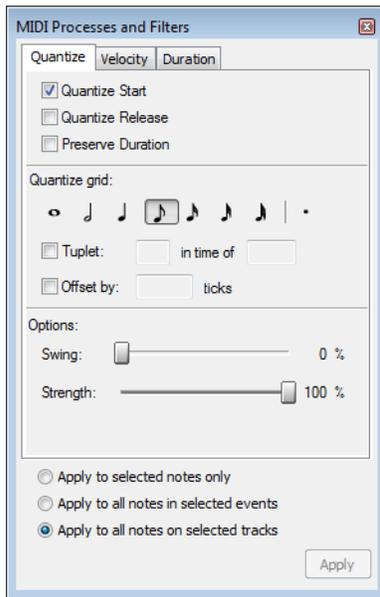 MIDI Processes and Filters
Quantize Velocity Duration
Quantize Start
Quantize Release
Preserve Duration
Quantize grid:
Tuplet: in time of
Offset by: ticks
Options:
Swing: 0 %
Strength: 100 %
Apply to selected notes only
Apply to all notes in selected events
Apply to all notes on selected tracks
Apply